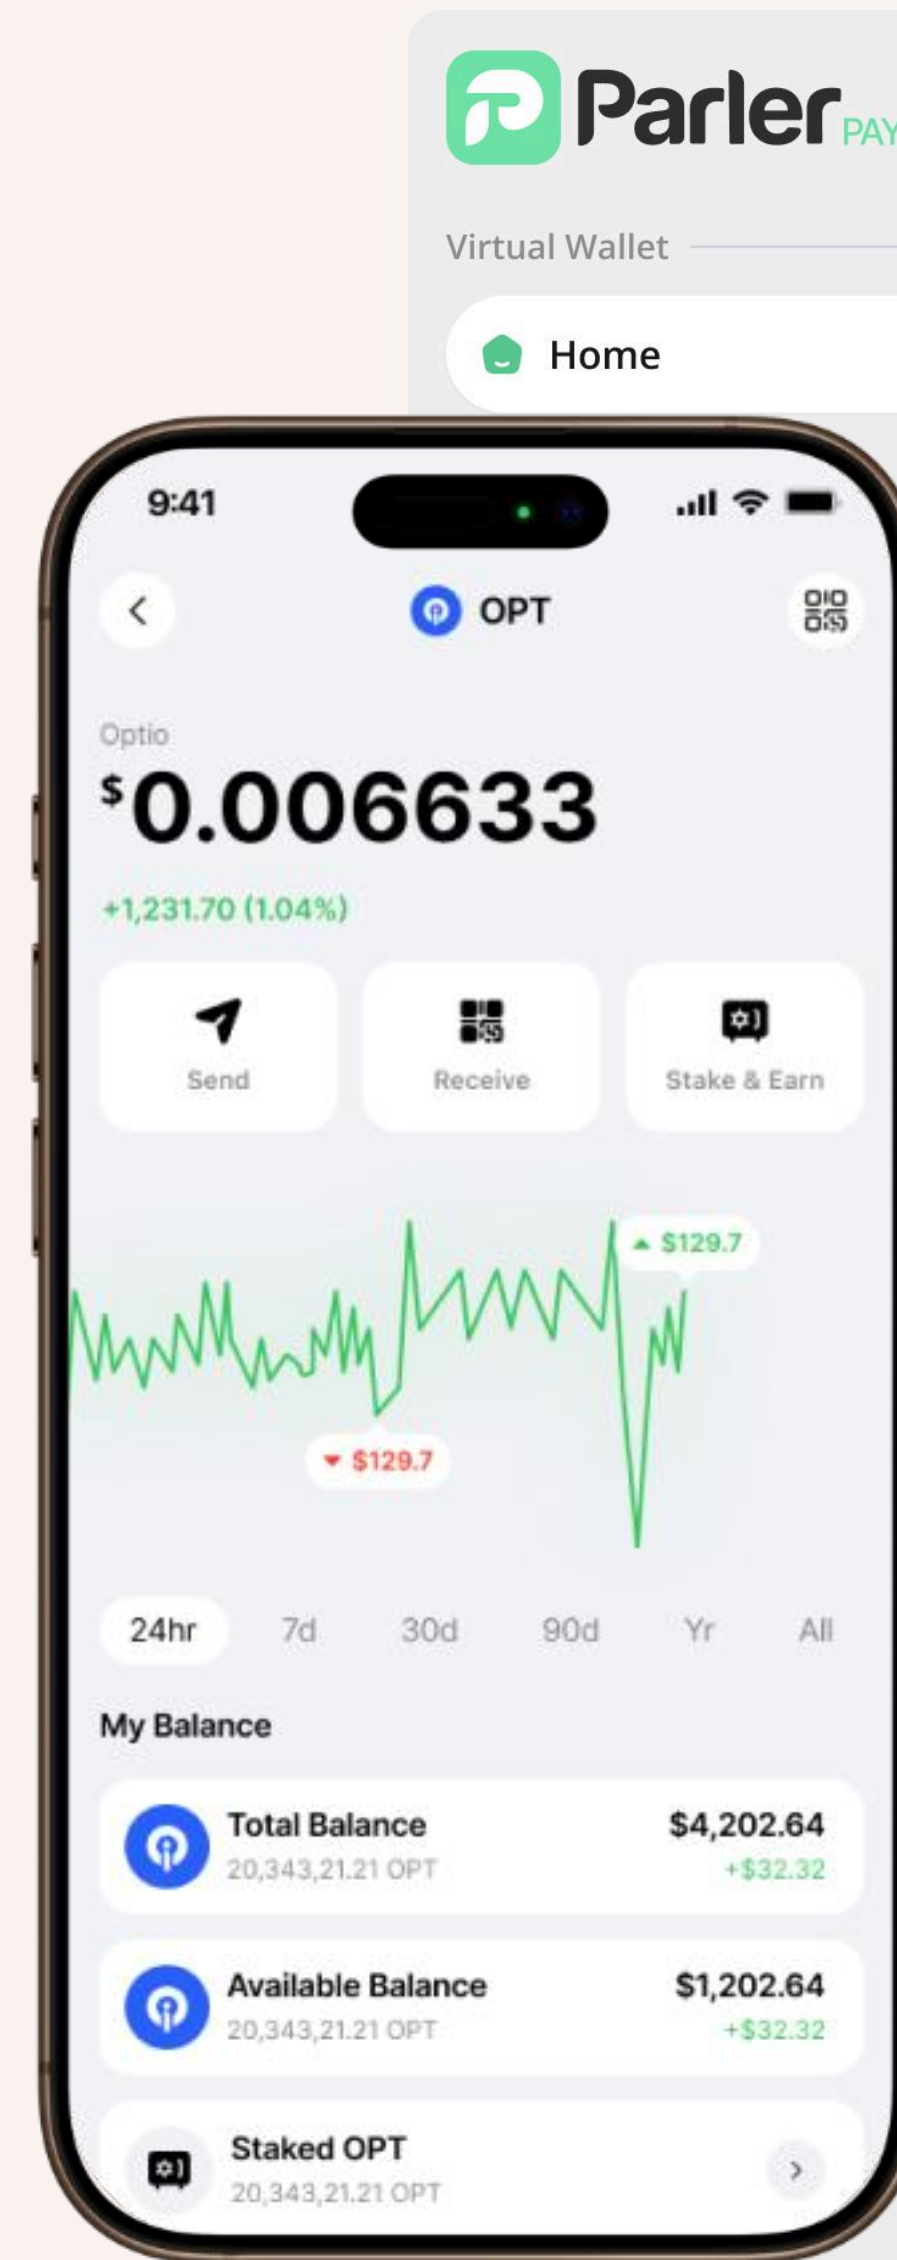 Parler PAY
Virtual Wallet
Home
9:41
OPT
Optio
$0.006633
+1,231.70 (1.04%)
Send Receive Stake & Earn
$129.7
$129.7
24hr 7d 30d 90d Yr All
My Balance
Total Balance $4,202.64
20,343,21.21 OPT +$32.32
Available Balance $1,202.64
20,343,21.21 OPT +$32.32
Staked OPT
20,343,21.21 OPT